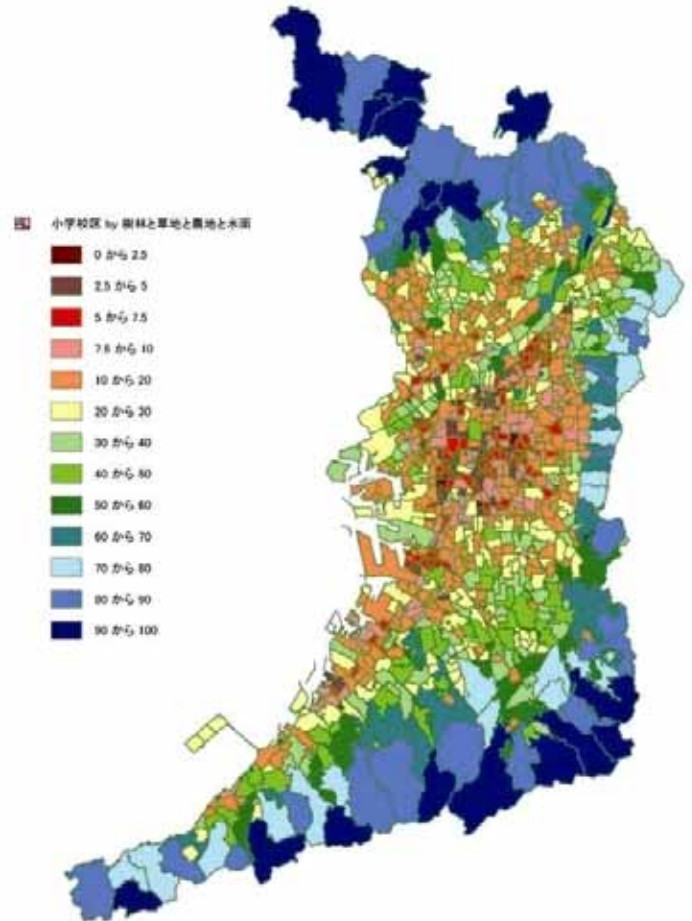 小学校区 by 樹林と草地と農地と水面
0 から 2.5
2.5 から 5
5 から 7.5
7.5 から 10
10 から 20
20 から 30
30 から 40
40 から 50
50 から 60
60 から 70
70 から 80
80 から 90
90 から 100